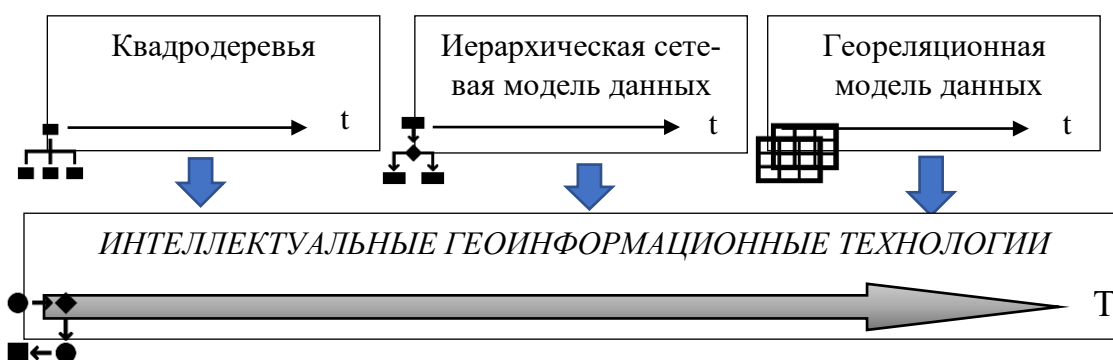 Квадродеревья
t
Иерархическая сете-
вая модель данных
t
Геореляционная
модель данных
t
ИНТЕЛЛЕКТУАЛЬНЫЕ ГЕОИНФОРМАЦИОННЫЕ ТЕХНОЛОГИИ
T